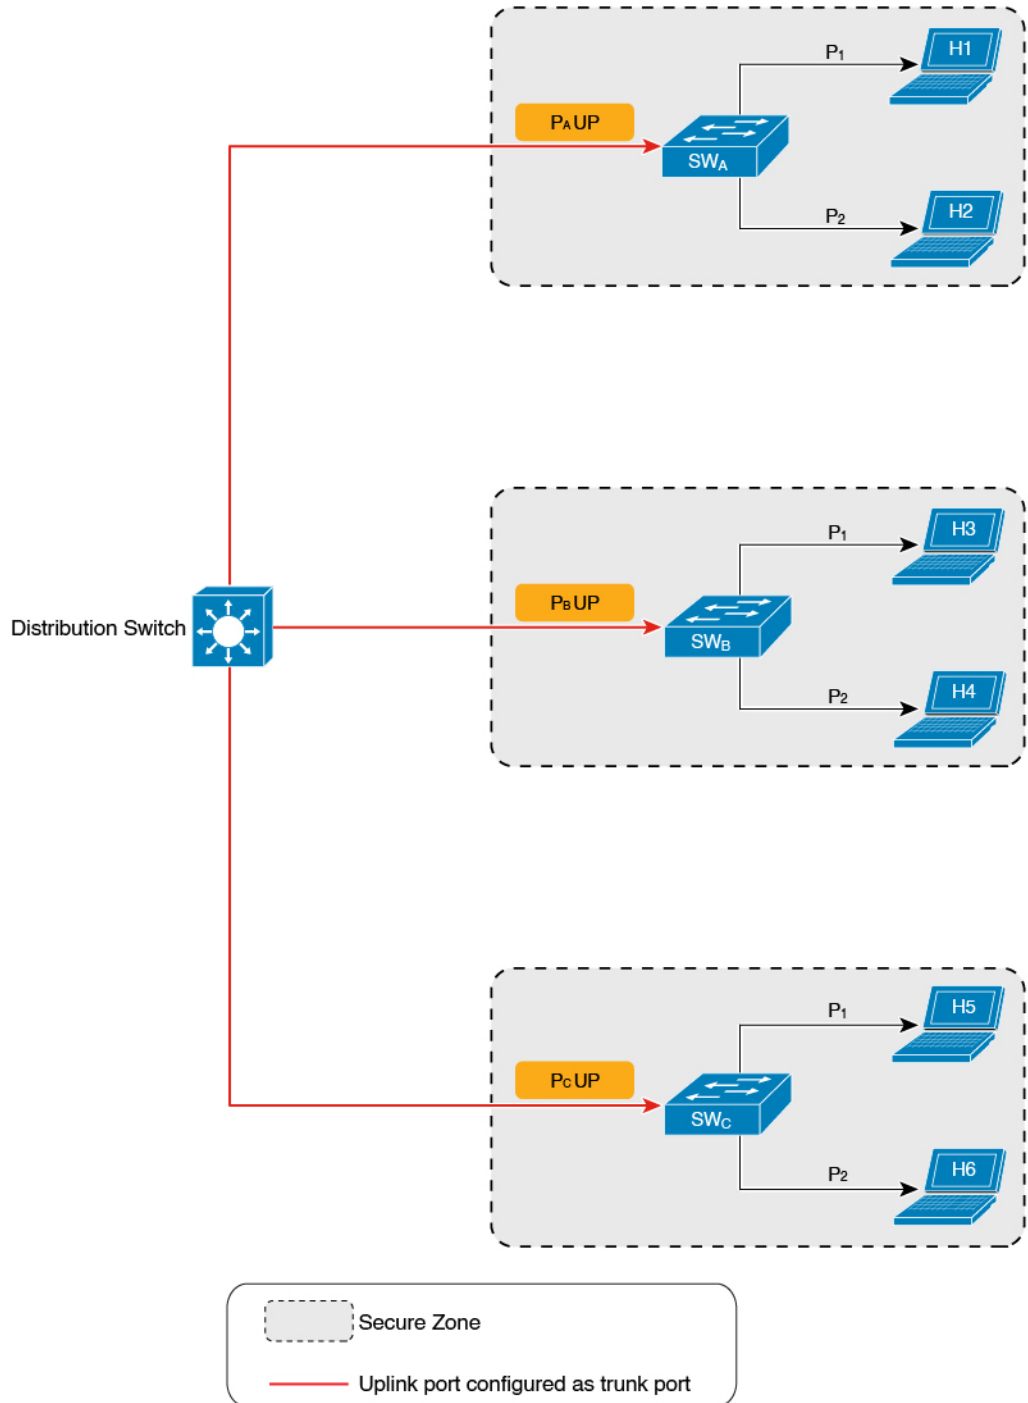 P₁
H1
PA UP
SWA
P₂
H2
P₁
H3
PB UP
Distribution Switch
SWB
P₂
H4
P₁
H5
PC UP
SWC
P₂
H6
Secure Zone
Uplink port configured as trunk port